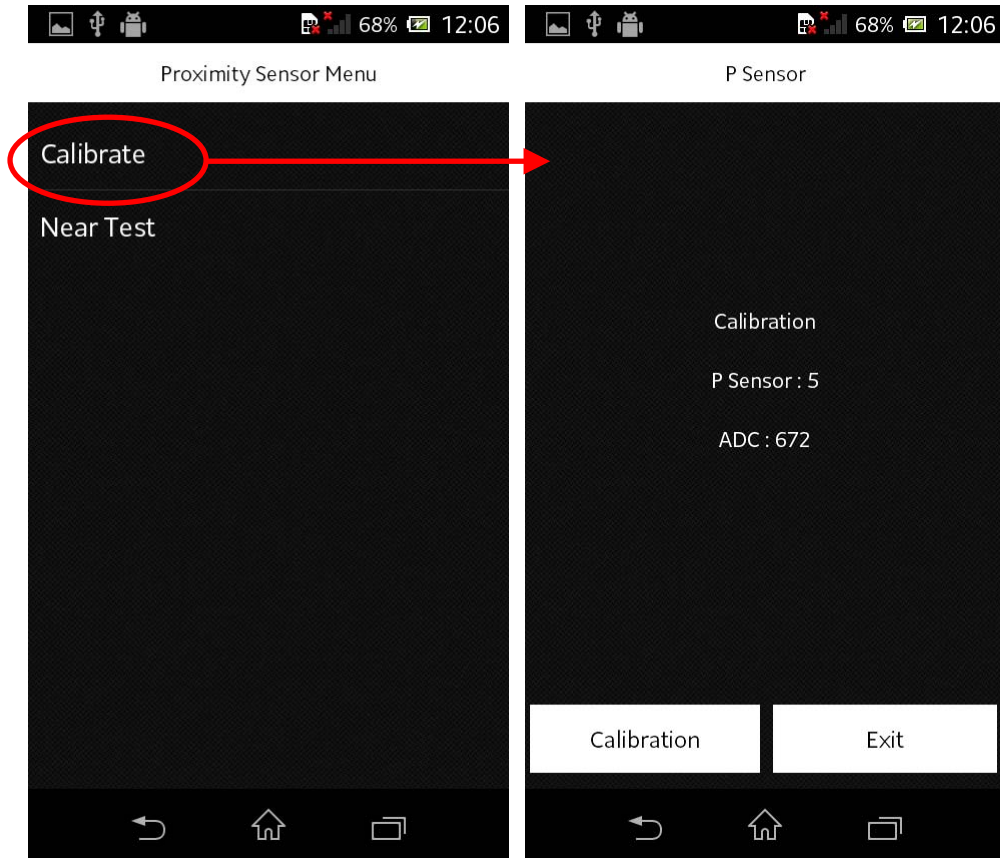 68% 12:06
Proximity Sensor Menu
Calibrate
Near Test
68% 12:06
P Sensor
Calibration
P Sensor : 5
ADC : 672
Calibration
Exit